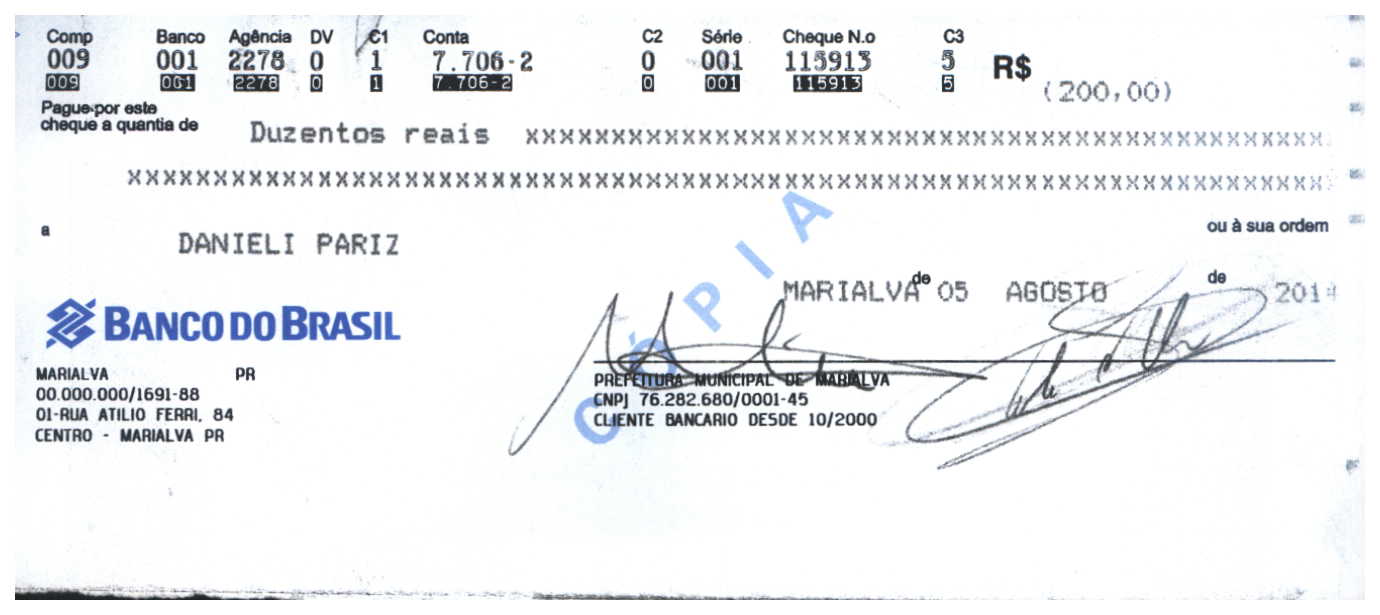 Comp Banco Agência DV C1 Conta C2 Série Cheque N.o C3
009 001 2278 0 1 7.706-2 0 001 115913 5 R$
009 001 2278 0 1 7.706-2 0 001 115913 5
(200,00)
Pague por este
cheque a quantia de Duzentos reais xxxxxxxxxxxxxxxxxxxxxxxxxxxxxxxxxxxxxxxxxxxxxxx
xxxxxxxxxxxxxxxxxxxxxxxxxxxxxxxxxxxxxxxxxxxxxxxxxxxxxxxxxxxxxxxxxxxxxx
a DANIELI PARIZ ou à sua ordem
MARIALVA de 05 AGOSTO de 2014
CÓPIA
BANCO DO BRASIL
MARIALVA PR
00.000.000/1691-88
01-RUA ATILIO FERRI, 84
CENTRO - MARIALVA PR
PREFEITURA MUNICIPAL DE MARIALVA
CNPJ 76.282.680/0001-45
CLIENTE BANCARIO DESDE 10/2000